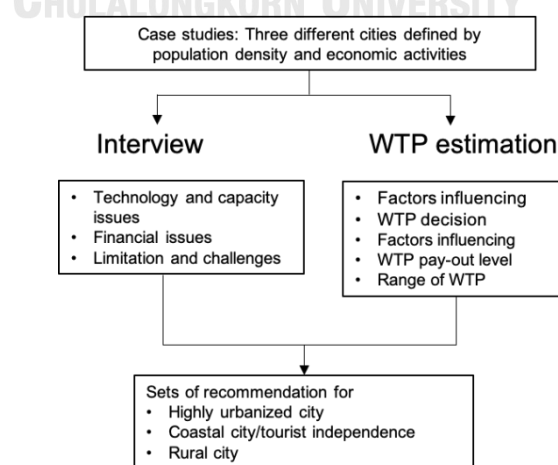 CHULALONGKORN UNIVERSITY
Case studies: Three different cities defined by
population density and economic activities
Interview
WTP estimation
• Technology and capacity
issues
• Financial issues
• Limitation and challenges
• Factors influencing
• WTP decision
• Factors influencing
• WTP pay-out level
• Range of WTP
Sets of recommendation for
• Highly urbanized city
• Coastal city/tourist independence
• Rural city